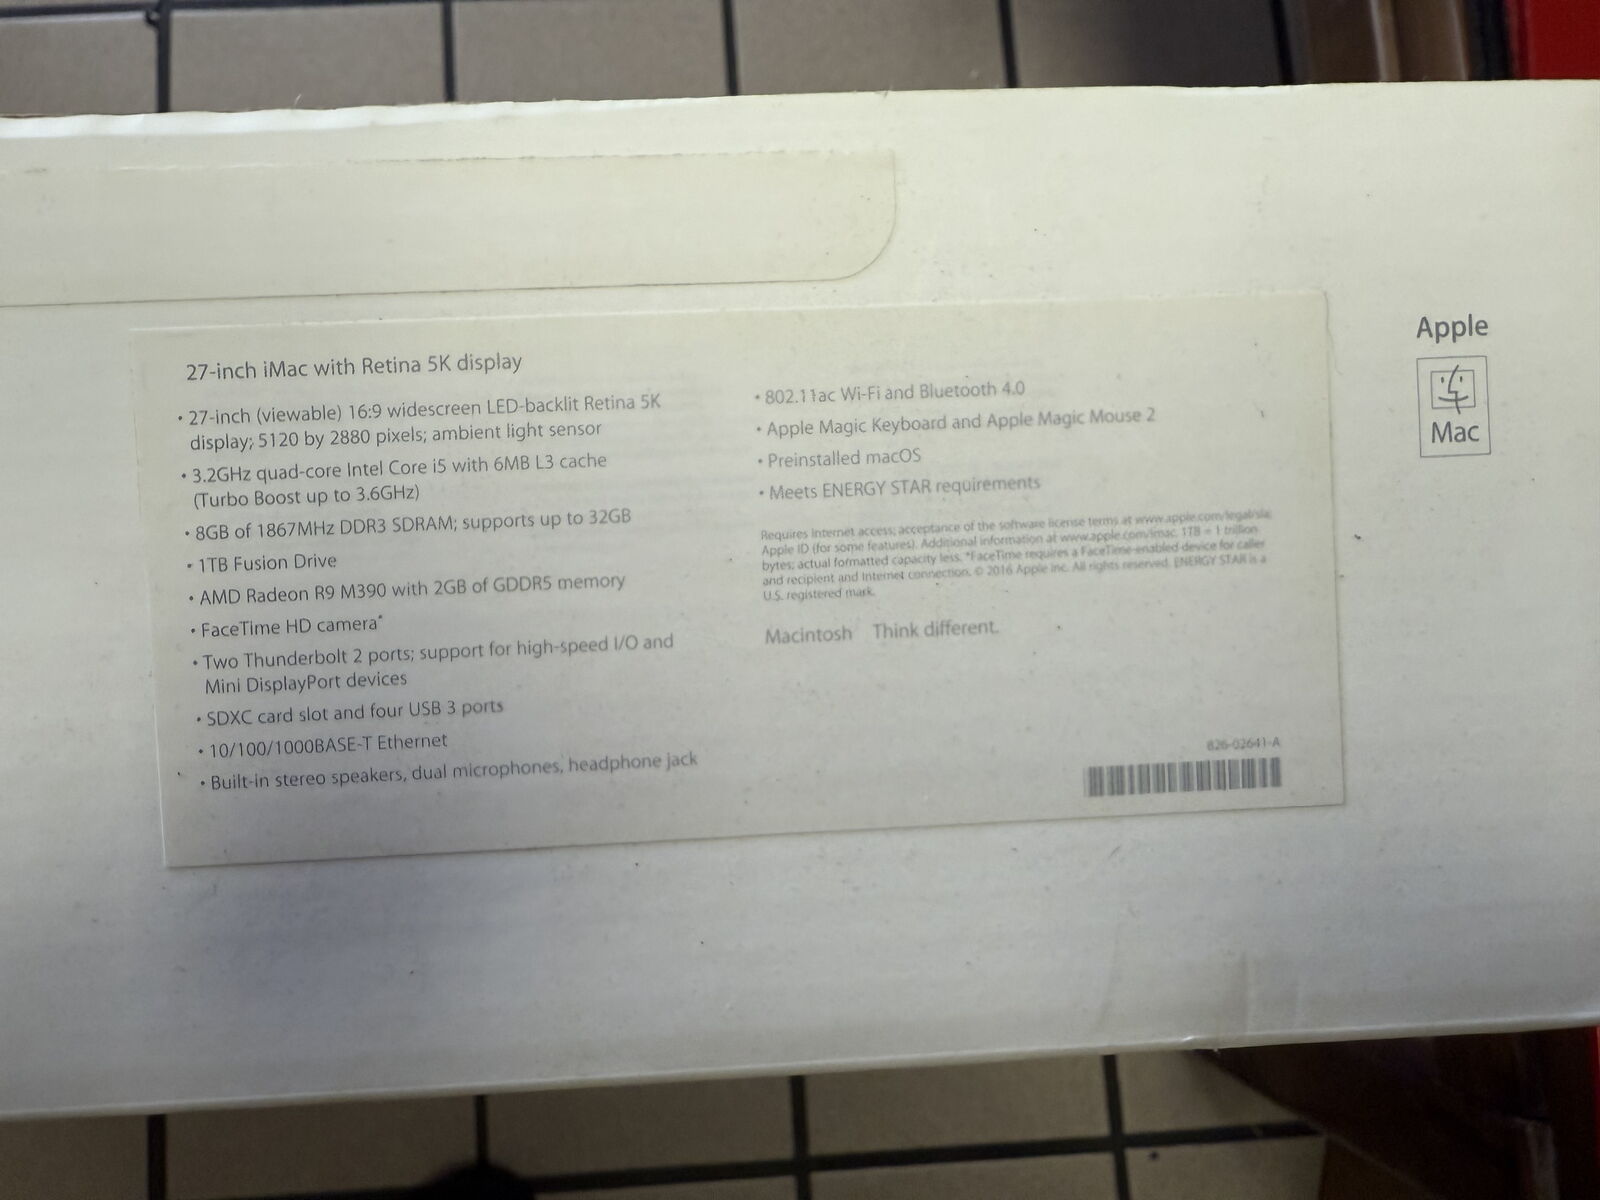 27-inch iMac with Retina 5K display
• 27-inch (viewable) 16:9 widescreen LED-backlit Retina 5K
display; 5120 by 2880 pixels; ambient light sensor
• 3.2GHz quad-core Intel Core i5 with 6MB L3 cache
(Turbo Boost up to 3.6GHz)
• 8GB of 1867MHz DDR3 SDRAM; supports up to 32GB
• 1TB Fusion Drive
• AMD Radeon R9 M390 with 2GB of GDDR5 memory
• FaceTime HD camera*
• Two Thunderbolt 2 ports; support for high-speed I/O and
Mini DisplayPort devices
• SDXC card slot and four USB 3 ports
• 10/100/1000BASE-T Ethernet
• Built-in stereo speakers, dual microphones, headphone jack
• 802.11ac Wi-Fi and Bluetooth 4.0
• Apple Magic Keyboard and Apple Magic Mouse 2
• Preinstalled macOS
• Meets ENERGY STAR requirements
Requires Internet access; acceptance of the software license terms at www.apple.com/legal/sla;
Apple ID (for some features). Additional information at www.apple.com/imac. 1TB = 1 trillion
bytes; actual formatted capacity less. *FaceTime requires a FaceTime-enabled device for caller
and recipient and Internet connection. © 2016 Apple Inc. All rights reserved. ENERGY STAR is a
U.S. registered mark.
Macintosh Think different.
826-02641-A
Apple
Mac